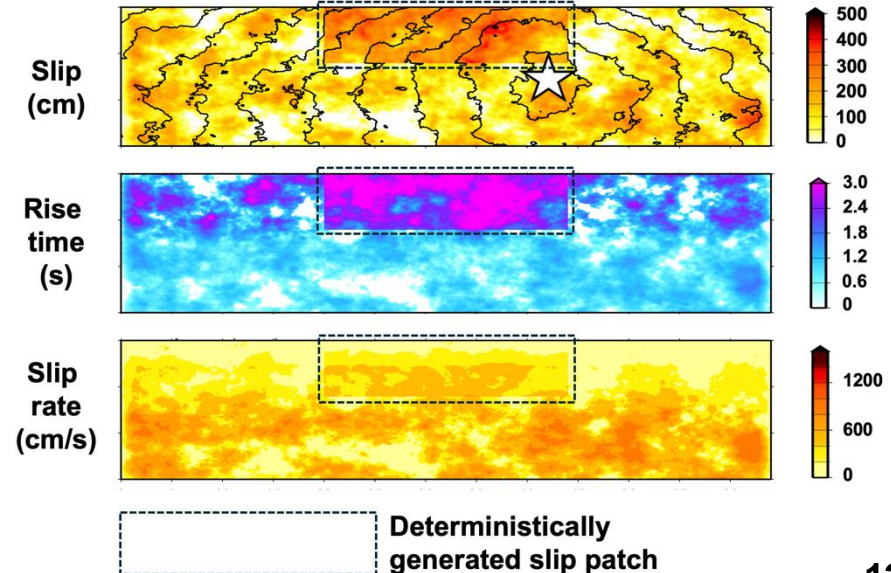 Slip
(cm)
500
400
300
200
100
0
Rise
time
(s)
3.0
2.4
1.8
1.2
0.6
0
Slip
rate
(cm/s)
1200
600
0
Deterministically
generated slip patch